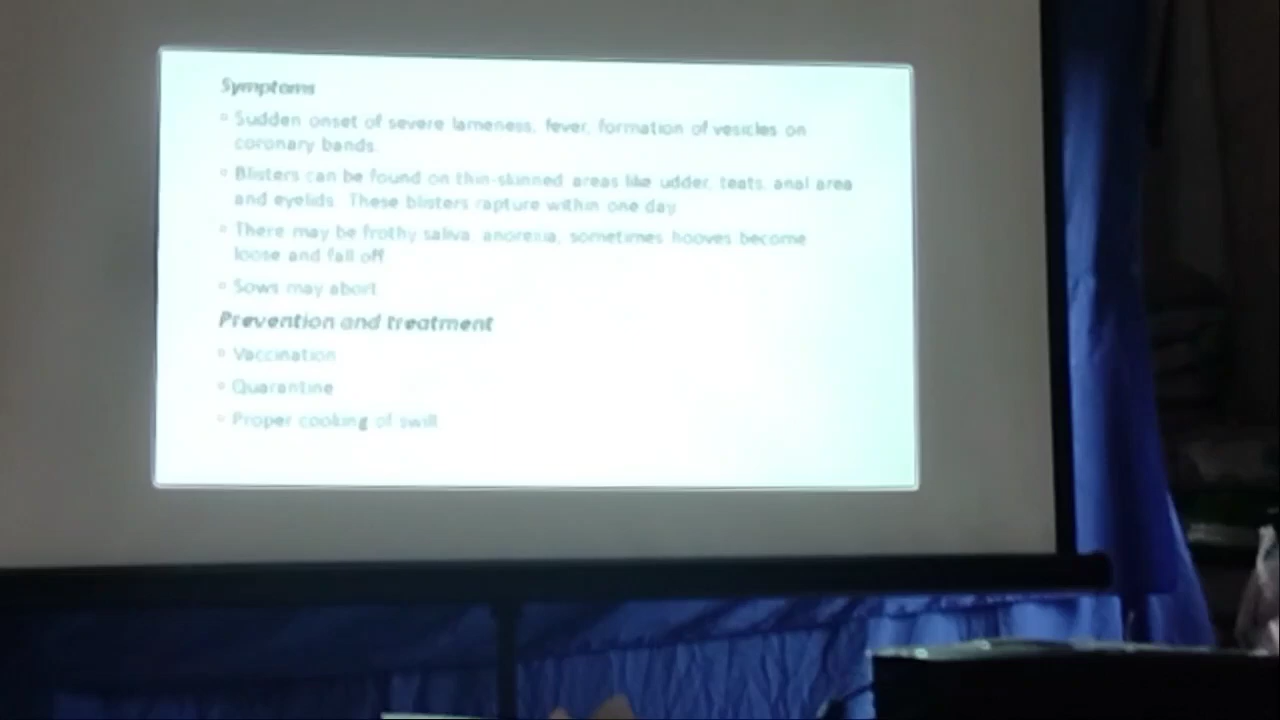 Symptoms
Sudden onset of severe lameness, fever, formation of vesicles on
coronary bands.
Blisters can be found on thin-skinned areas like udder, teats, anal area
and eyelids. These blisters rapture within one day.
There may be frothy saliva, anorexia, sometimes hooves become
loose and fall off
Sows may abort.
Prevention and treatment
Vaccination
Quarantine
Proper cooking of swill